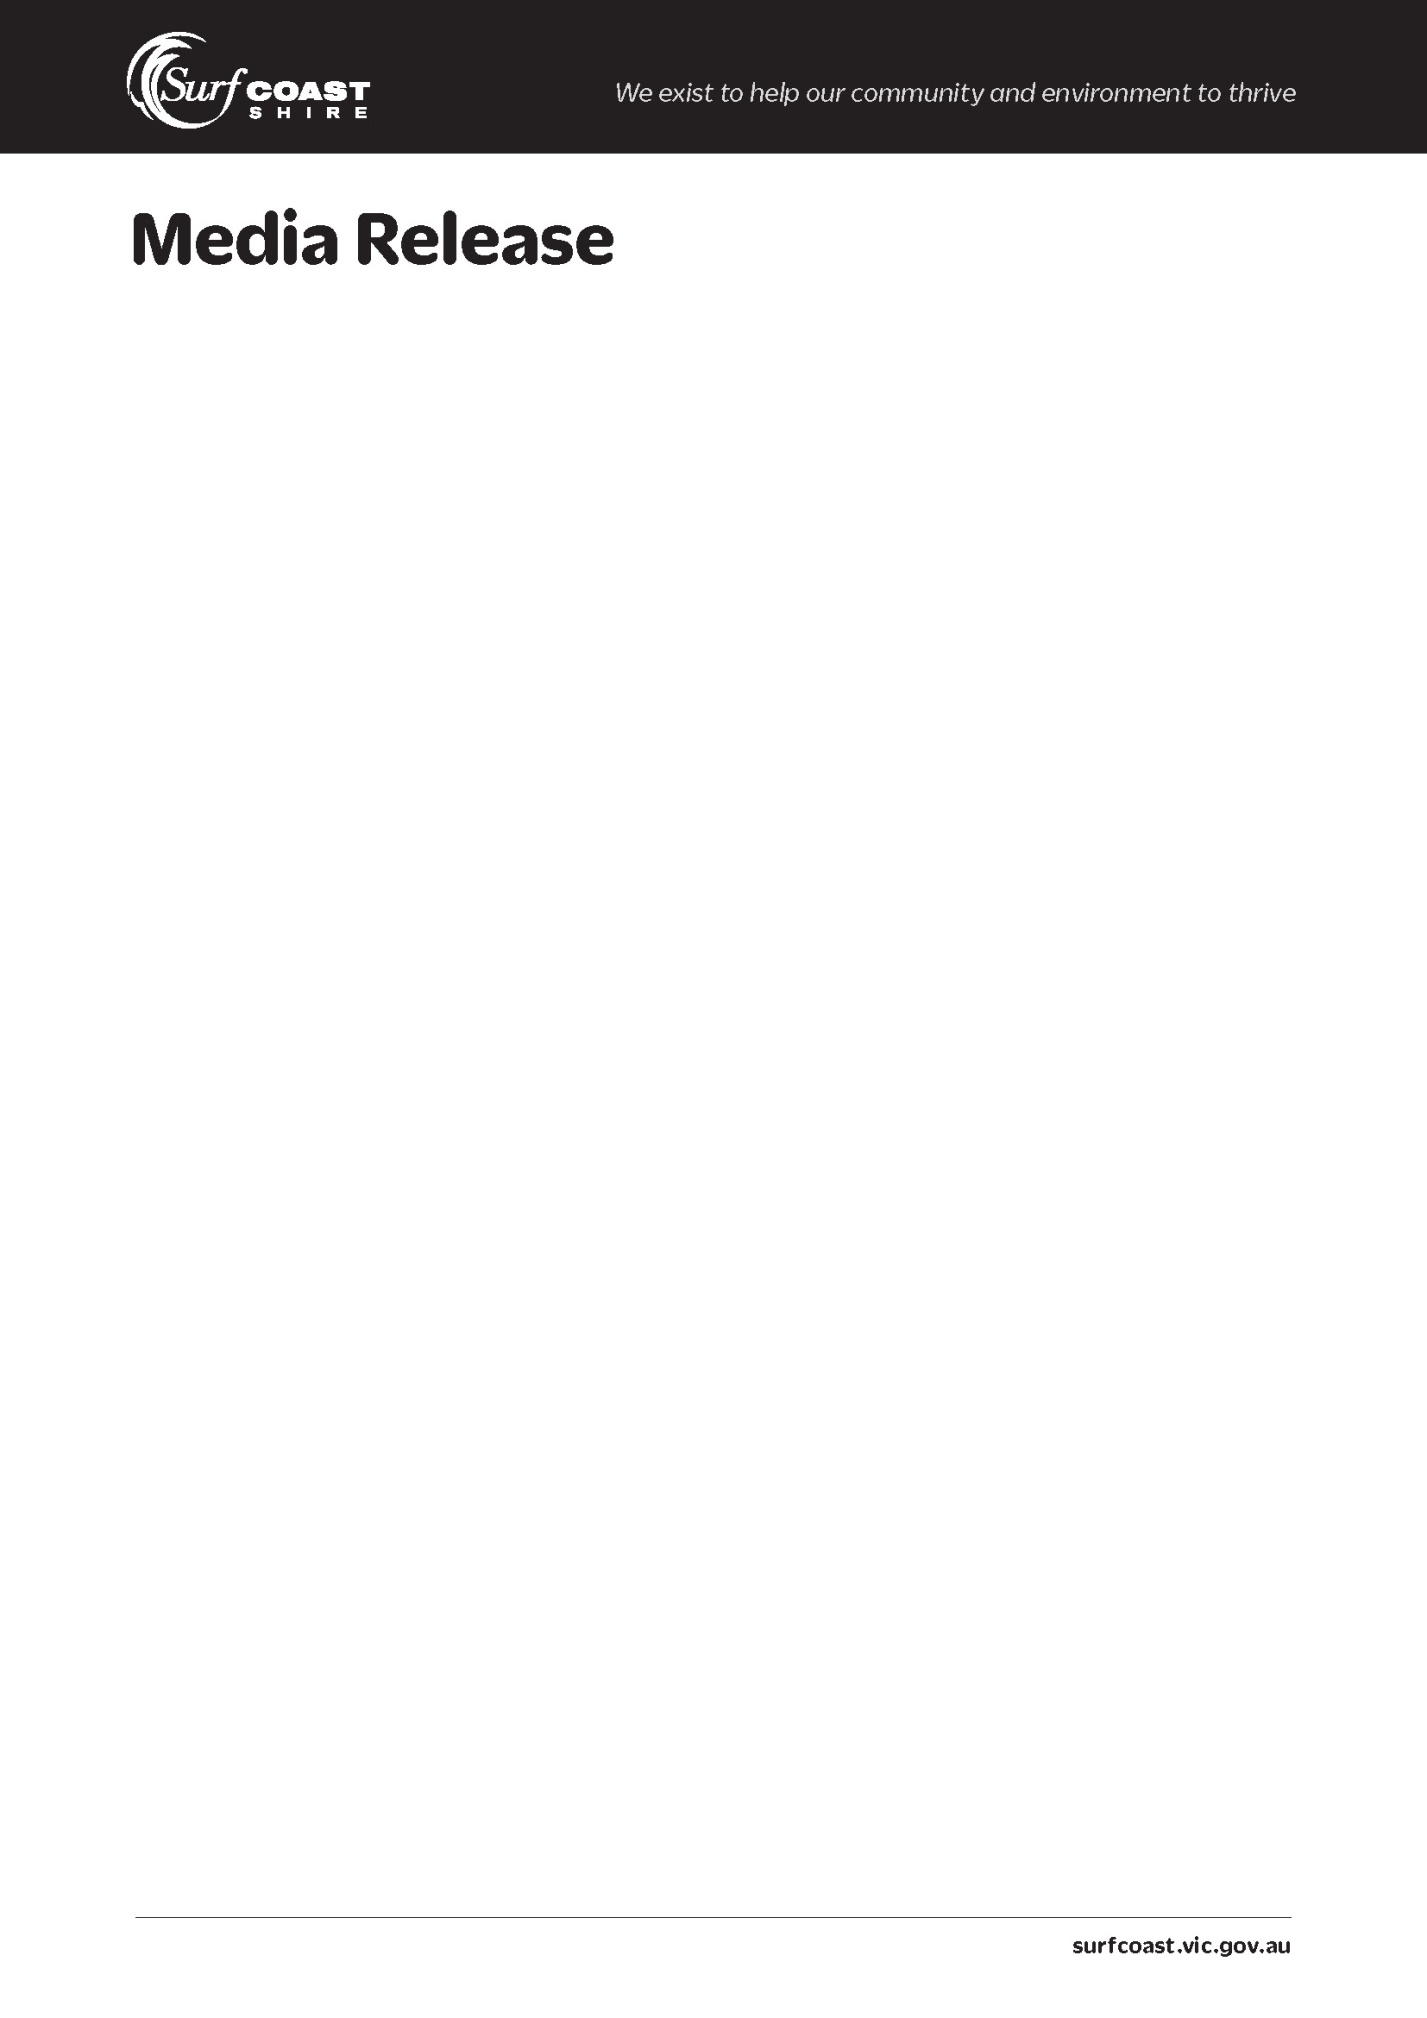 Surf COAST
SHIRE
We exist to help our community and environment to thrive
Media Release
surfcoast.vic.gov.au